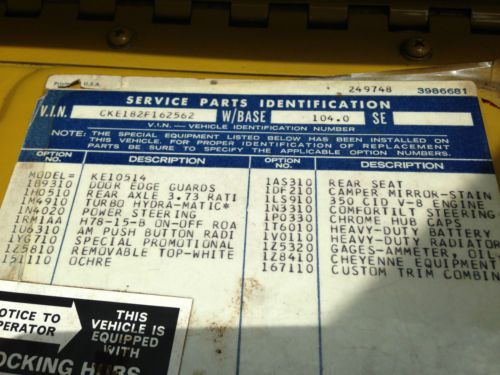 Printed U.S.A.
249748 3986681
SERVICE PARTS IDENTIFICATION
V.I.N. CKE182F162562 W/BASE 104.0 SE
V.I.N. - VEHICLE IDENTIFICATION NUMBER
NOTE: THE SPECIAL EQUIPMENT LISTED BELOW HAS BEEN INSTALLED ON
THIS VEHICLE. FOR PROPER IDENTIFICATION OF REPLACEMENT
PARTS BE SURE TO SPECIFY THE APPLICABLE OPTION NUMBERS.
OPTION NO. DESCRIPTION OPTION NO. DESCRIPTION
MODEL= KE10514
1B9310 DOOR EDGE GUARDS 1AS310 REAR SEAT
REAR AXLE 3.73 RATI 1DF210 CAMPER MIRROR-STAIN
1M4910 TURBO HYDRA-MATIC* 1LS910 350 CID V-8 ENGINE
1N4020 POWER STEERING 1N3310 COMFORTILT STEERING
H78-15-B ON-OFF ROA 1P0330 CHROME HUB CAPS
1U6310 AM PUSH BUTTON RADI 1T6010 HEAVY-DUTY BATTERY
1YG710 SPECIAL PROMOTIONAL 1V0110 HEAVY-DUTY RADIATOR
1Z5810 REMOVABLE TOP-WHITE 1Z5320 GAGES-AMMETER, OIL
151110 OCHRE 1Z8410 CHEYENNE EQUIPMENT
167110 CUSTOM TRIM COMBIN
NOTICE TO OPERATOR
THIS VEHICLE IS EQUIPPED WITH
LOCKING HUBS